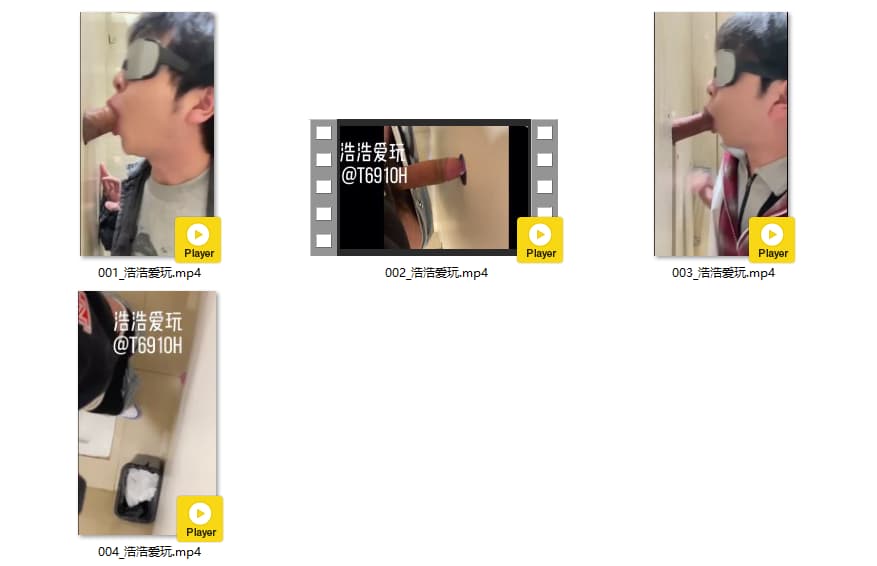 浩浩爱玩
@T6910H
Player
Player
Player
001_浩浩爱玩.mp4
002_浩浩爱玩.mp4
003_浩浩爱玩.mp4
浩浩爱玩
@T6910H
Player
004_浩浩爱玩.mp4